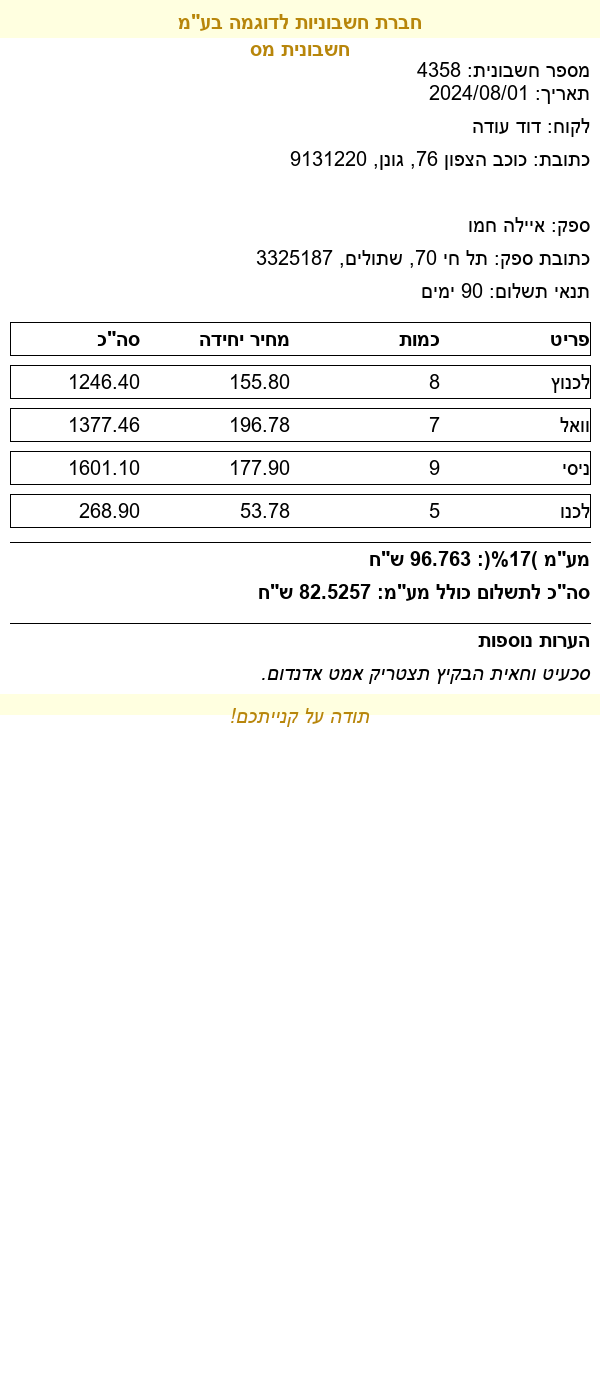 חברת חשבוניות לדוגמה בע"מ
חשבונית מס
מספר חשבונית: 4358
תאריך: 2024/08/01
לקוח: דוד עודה
כתובת: כוכב הצפון 76, גונן, 9131220
ספק: איילה חמו
כתובת ספק: תל חי 70, שתולים, 3325187
תנאי תשלום: 90 ימים
פריט כמות מחיר יחידה סה"כ
לכנוץ 8 155.80 1246.40
וואל 7 196.78 1377.46
ניסי 9 177.90 1601.10
לכנו 5 53.78 268.90
מע"מ )17%(: 96.763 ש"ח
סה"כ לתשלום כולל מע"מ: 82.5257 ש"ח
הערות נוספות
סכעיט וחאית הבקיץ תצטריק אמט אדנדום.
תודה על קנייתכם!